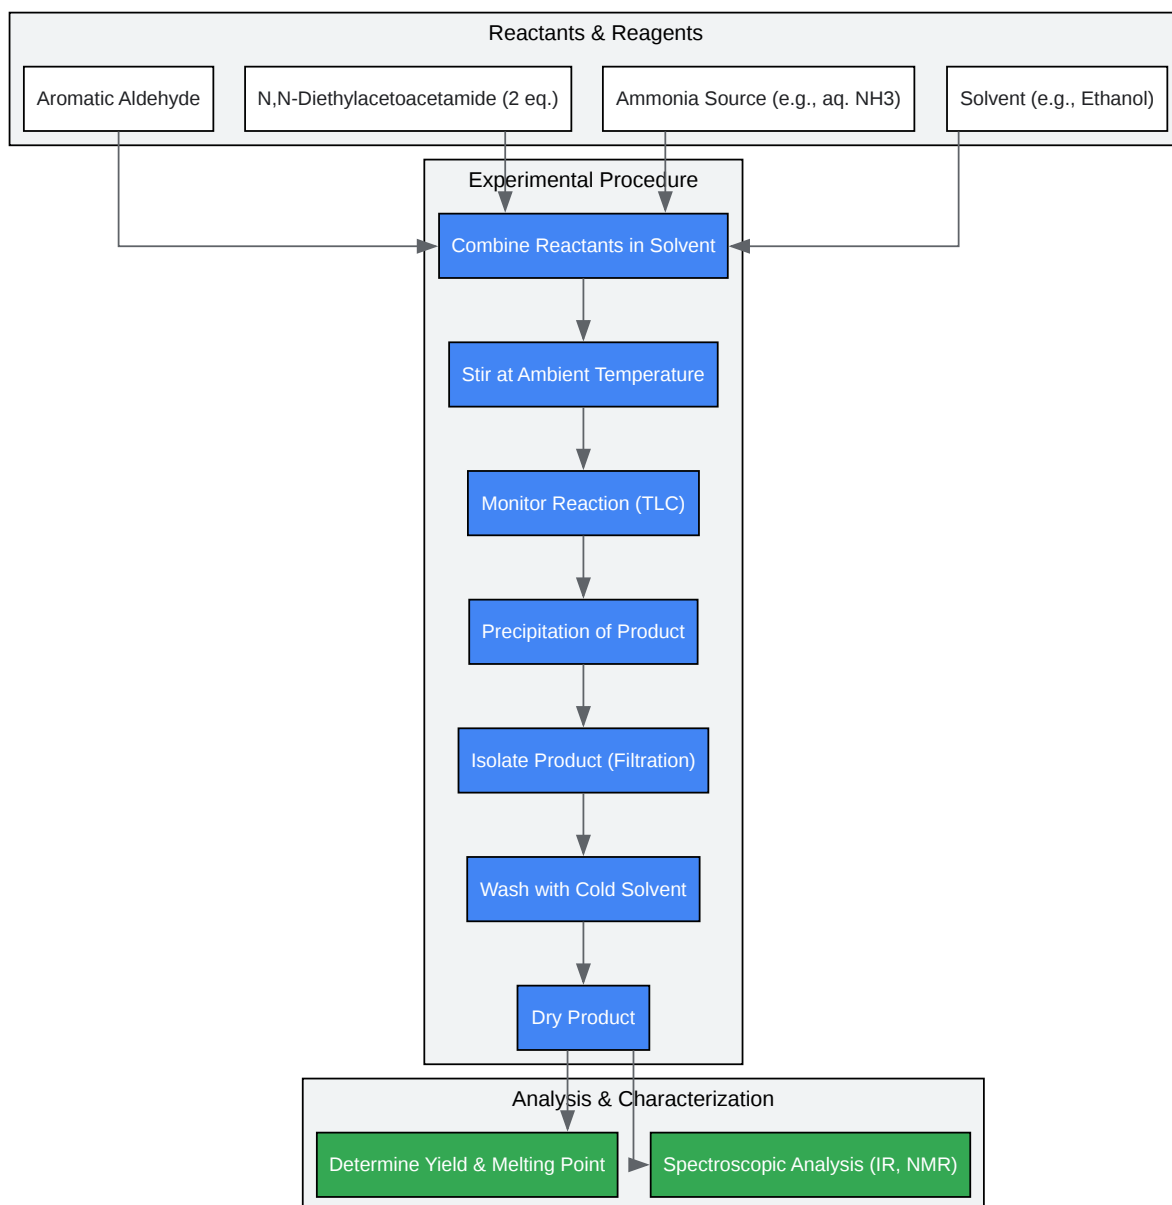 Reactants & Reagents
Aromatic Aldehyde
N,N-Diethylacetoacetamide (2 eq.)
Ammonia Source (e.g., aq. NH3)
Solvent (e.g., Ethanol)
Experimental Procedure
Combine Reactants in Solvent
Stir at Ambient Temperature
Monitor Reaction (TLC)
Precipitation of Product
Isolate Product (Filtration)
Wash with Cold Solvent
Dry Product
Analysis & Characterization
Determine Yield & Melting Point
Spectroscopic Analysis (IR, NMR)